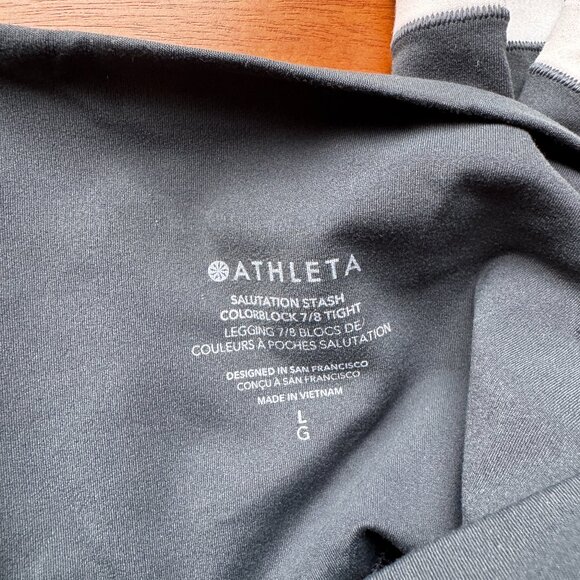 ATHLETA
SALUTATION STASH
COLORBLOCK 7/8 TIGHT
LEGGING 7/8 BLOCS DE
COULEURS À POCHES SALUTATION
DESIGNED IN SAN FRANCISCO
CONÇU À SAN FRANCISCO
MADE IN VIETNAM
L
G